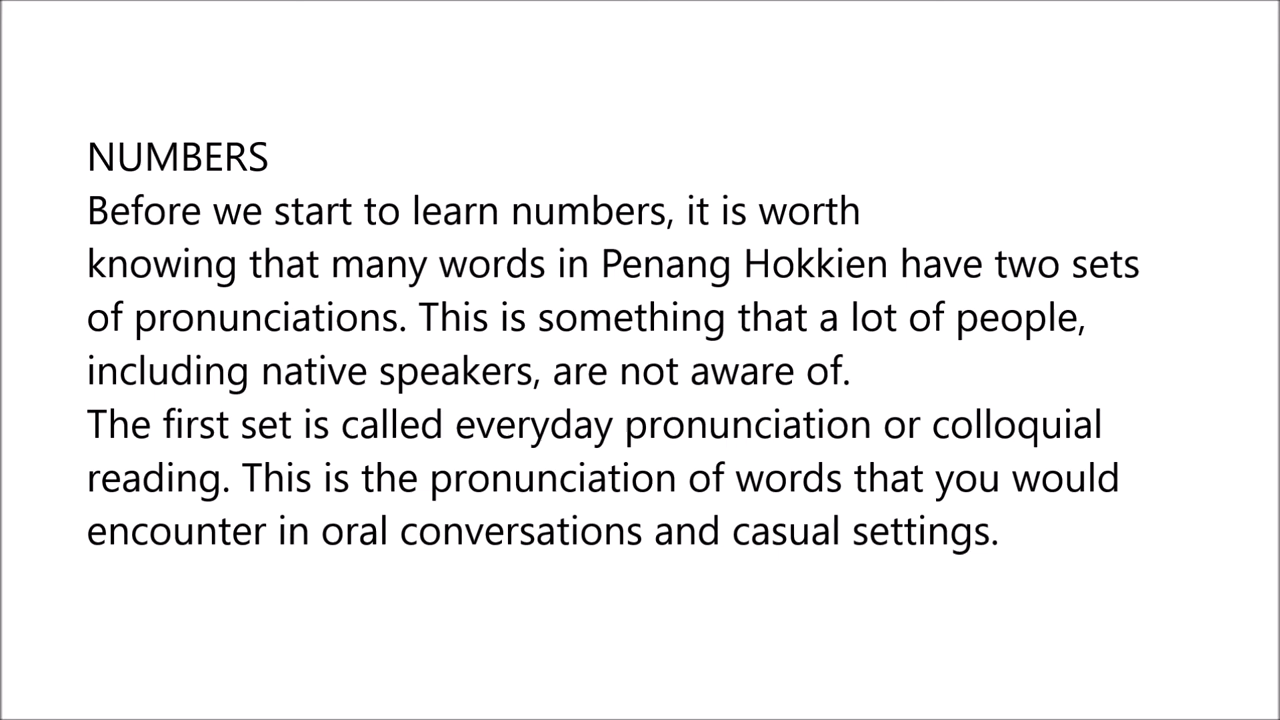 NUMBERS
Before we start to learn numbers, it is worth
knowing that many words in Penang Hokkien have two sets
of pronunciations. This is something that a lot of people,
including native speakers, are not aware of.
The first set is called everyday pronunciation or colloquial
reading. This is the pronunciation of words that you would
encounter in oral conversations and casual settings.